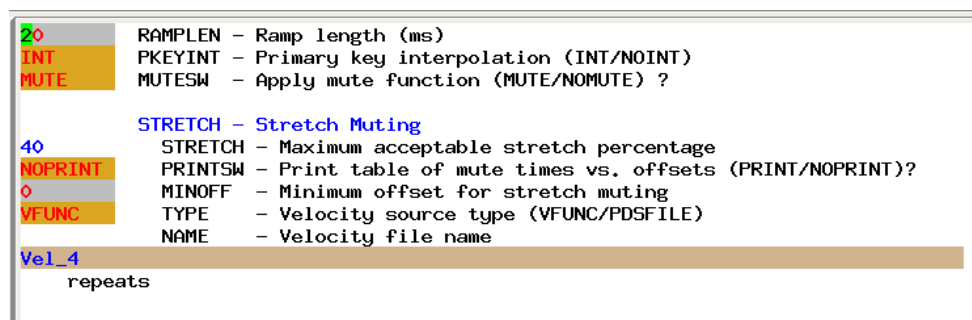 20 RAMPLEN - Ramp length (ms)
INT PKEYINT - Primary key interpolation (INT/NOINT)
MUTE MUTESW - Apply mute function (MUTE/NOMUTE) ?
STRETCH - Stretch Muting
40 STRETCH - Maximum acceptable stretch percentage
NOPRINT PRINTSW - Print table of mute times vs. offsets (PRINT/NOPRINT)?
0 MINOFF - Minimum offset for stretch muting
VFUNC TYPE - Velocity source type (VFUNC/PDSFILE)
NAME - Velocity file name
Vel_4
repeats